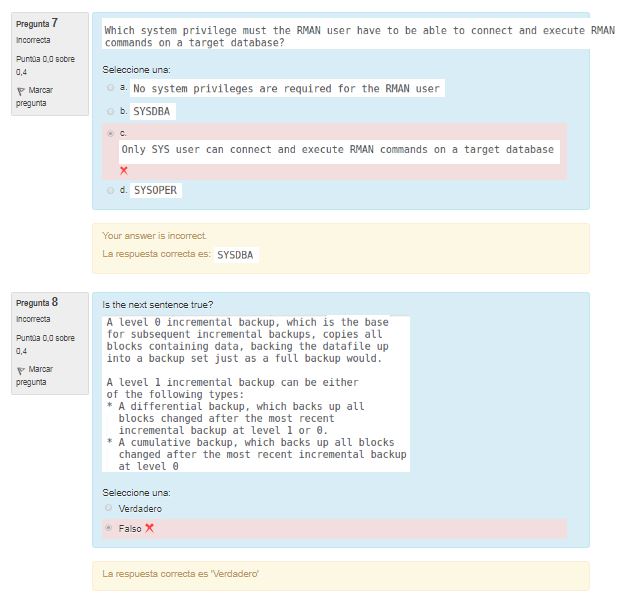 Pregunta 7
Incorrecta
Puntúa 0,0 sobre
0,4
Marcar
pregunta
Which system privilege must the RMAN user have to be able to connect and execute RMAN
commands on a target database?
Seleccione una:
a. No system privileges are required for the RMAN user
b. SYSDBA
c.
Only SYS user can connect and execute RMAN commands on a target database
d. SYSOPER
Your answer is incorrect.
La respuesta correcta es: SYSDBA
Pregunta 8
Incorrecta
Puntúa 0,0 sobre
0,4
Marcar
pregunta
Is the next sentence true?
A level 0 incremental backup, which is the base
for subsequent incremental backups, copies all
blocks containing data, backing the datafile up
into a backup set just as a full backup would.
A level 1 incremental backup can be either
of the following types:
* A differential backup, which backs up all
blocks changed after the most recent
incremental backup at level 1 or 0.
* A cumulative backup, which backs up all blocks
changed after the most recent incremental backup
at level 0
Seleccione una:
Verdadero
Falso
La respuesta correcta es 'Verdadero'